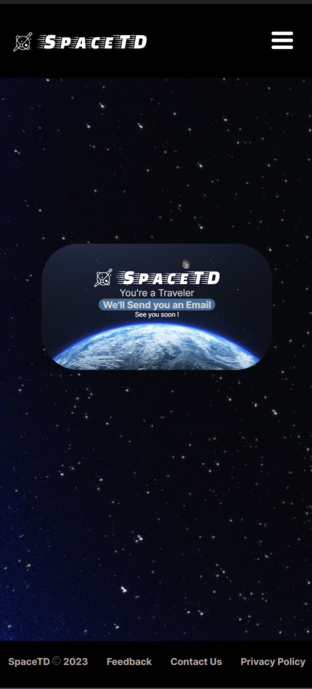 SPACETD
SPACETD
You're a Traveler
We'll Send you an Email
See you soon !
SpaceTD © 2023 Feedback Contact Us Privacy Policy